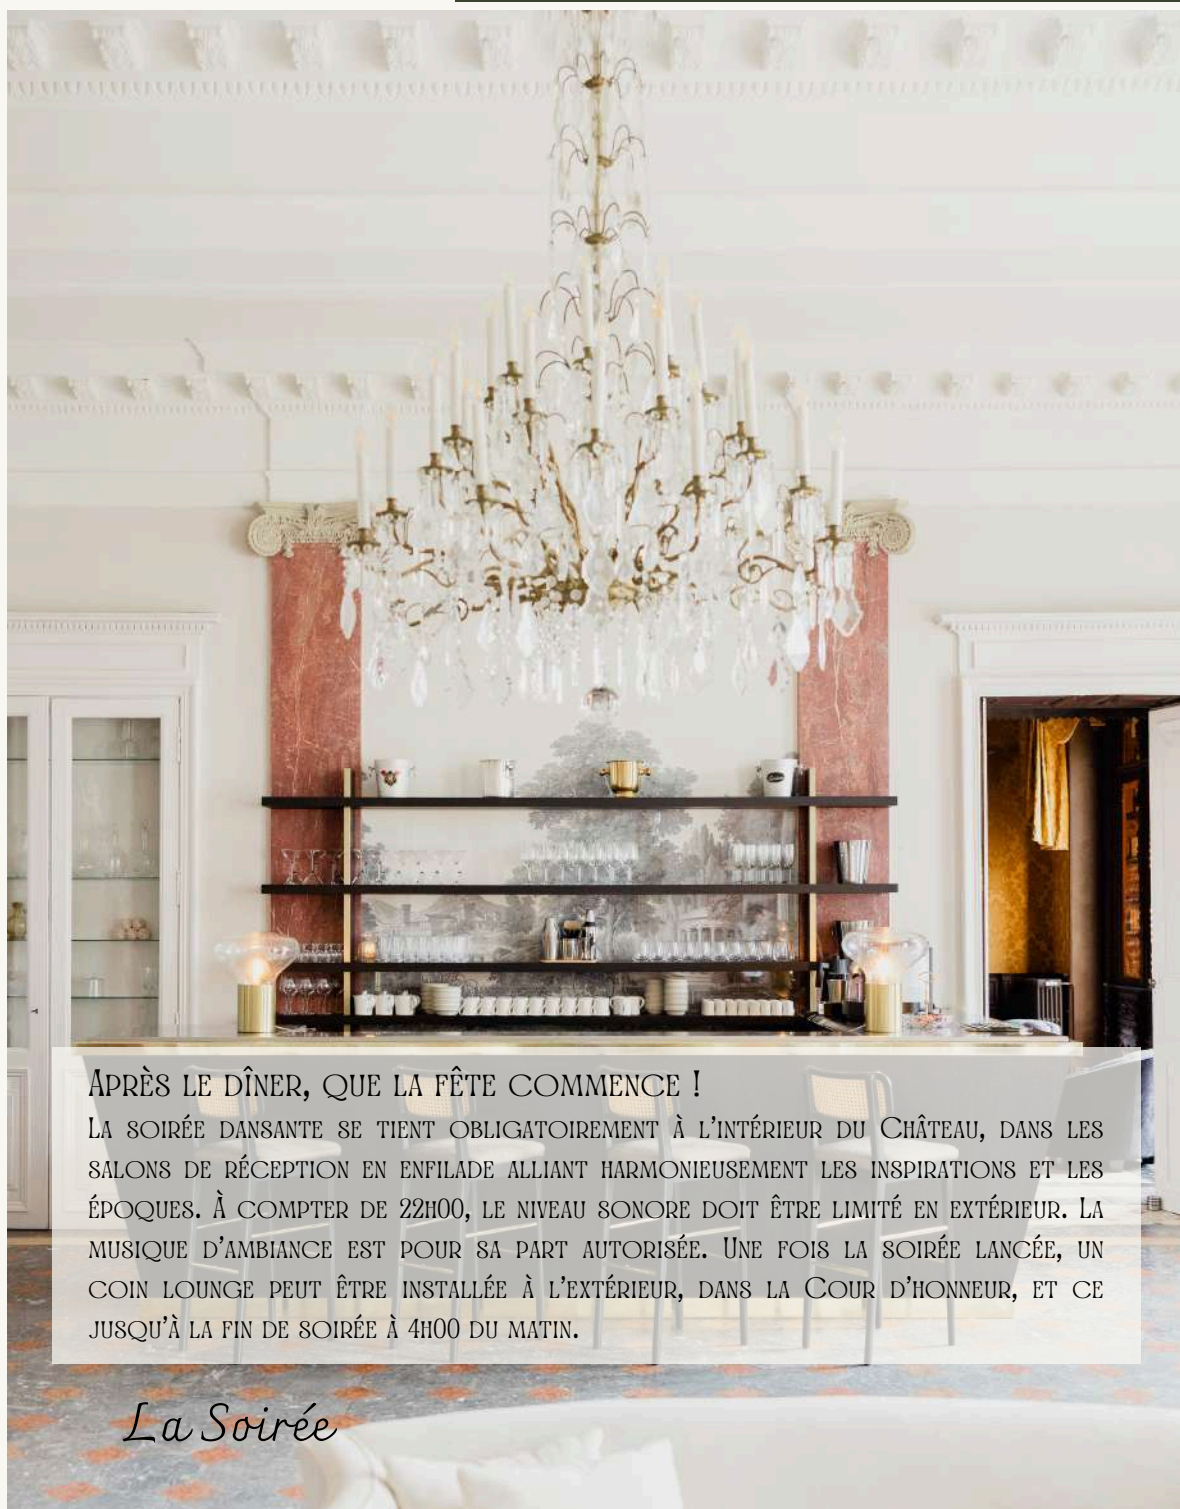 Après le dîner, que la fête commence !
La soirée dansante se tient obligatoirement à l'intérieur du Château, dans les
salons de réception en enfilade alliant harmonieusement les inspirations et les
époques. À compter de 22h00, le niveau sonore doit être limité en extérieur. La
musique d'ambiance est pour sa part autorisée. Une fois la soirée lancée, un
coin lounge peut être installée à l'extérieur, dans la Cour d'honneur, et ce
jusqu'à la fin de soirée à 4h00 du matin.
La Soirée